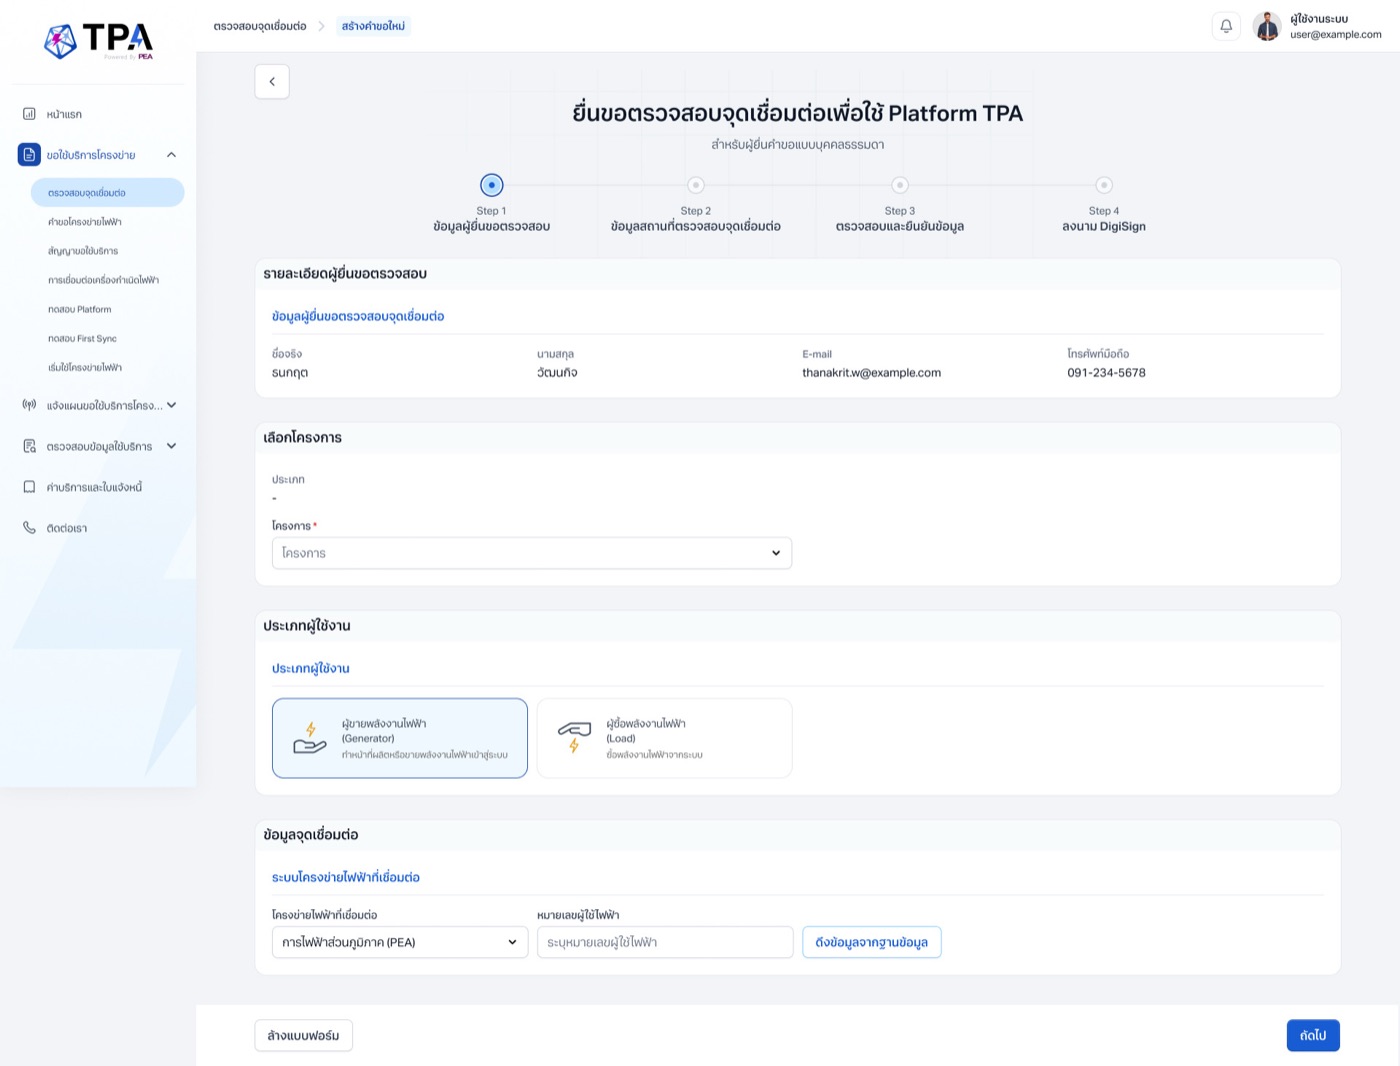 TPA
Powered By PEA
หน้าแรก
ขอใช้บริการโครงข่าย
ตรวจสอบจุดเชื่อมต่อ
คำขอโครงข่ายไฟฟ้า
สัญญาขอใช้บริการ
การเชื่อมต่อเครื่องกำเนิดไฟฟ้า
ทดสอบ Platform
ทดสอบ First Sync
เริ่มใช้โครงข่ายไฟฟ้า
แจ้งแผนขอใช้บริการโครง...
ตรวจสอบข้อมูลใช้บริการ
ค่าบริการและใบแจ้งหนี้
ติดต่อเรา
ตรวจสอบจุดเชื่อมต่อ
สร้างคำขอใหม่
ผู้ใช้งานระบบ
user@example.com
ยื่นขอตรวจสอบจุดเชื่อมต่อเพื่อใช้ Platform TPA
สำหรับผู้ยื่นคำขอแบบบุคคลธรรมดา
Step 1
ข้อมูลผู้ยื่นขอตรวจสอบ
Step 2
ข้อมูลสถานที่ตรวจสอบจุดเชื่อมต่อ
Step 3
ตรวจสอบและยืนยันข้อมูล
Step 4
ลงนาม DigiSign
รายละเอียดผู้ยื่นขอตรวจสอบ
ข้อมูลผู้ยื่นขอตรวจสอบจุดเชื่อมต่อ
ชื่อจริง
ธนกฤต
นามสกุล
วัฒนกิจ
E-mail
thanakrit.w@example.com
โทรศัพท์มือถือ
091-234-5678
เลือกโครงการ
ประเภท
-
โครงการ *
โครงการ
ประเภทผู้ใช้งาน
ประเภทผู้ใช้งาน
ผู้ขายพลังงานไฟฟ้า
(Generator)
ทำหน้าที่ผลิตหรือขายพลังงานไฟฟ้าเข้าสู่ระบบ
ผู้ซื้อพลังงานไฟฟ้า
(Load)
ซื้อพลังงานไฟฟ้าจากระบบ
ข้อมูลจุดเชื่อมต่อ
ระบบโครงข่ายไฟฟ้าที่เชื่อมต่อ
โครงข่ายไฟฟ้าที่เชื่อมต่อ
การไฟฟ้าส่วนภูมิภาค (PEA)
หมายเลขผู้ใช้ไฟฟ้า
ระบุหมายเลขผู้ใช้ไฟฟ้า
ดึงข้อมูลจากฐานข้อมูล
ล้างแบบฟอร์ม
ถัดไป